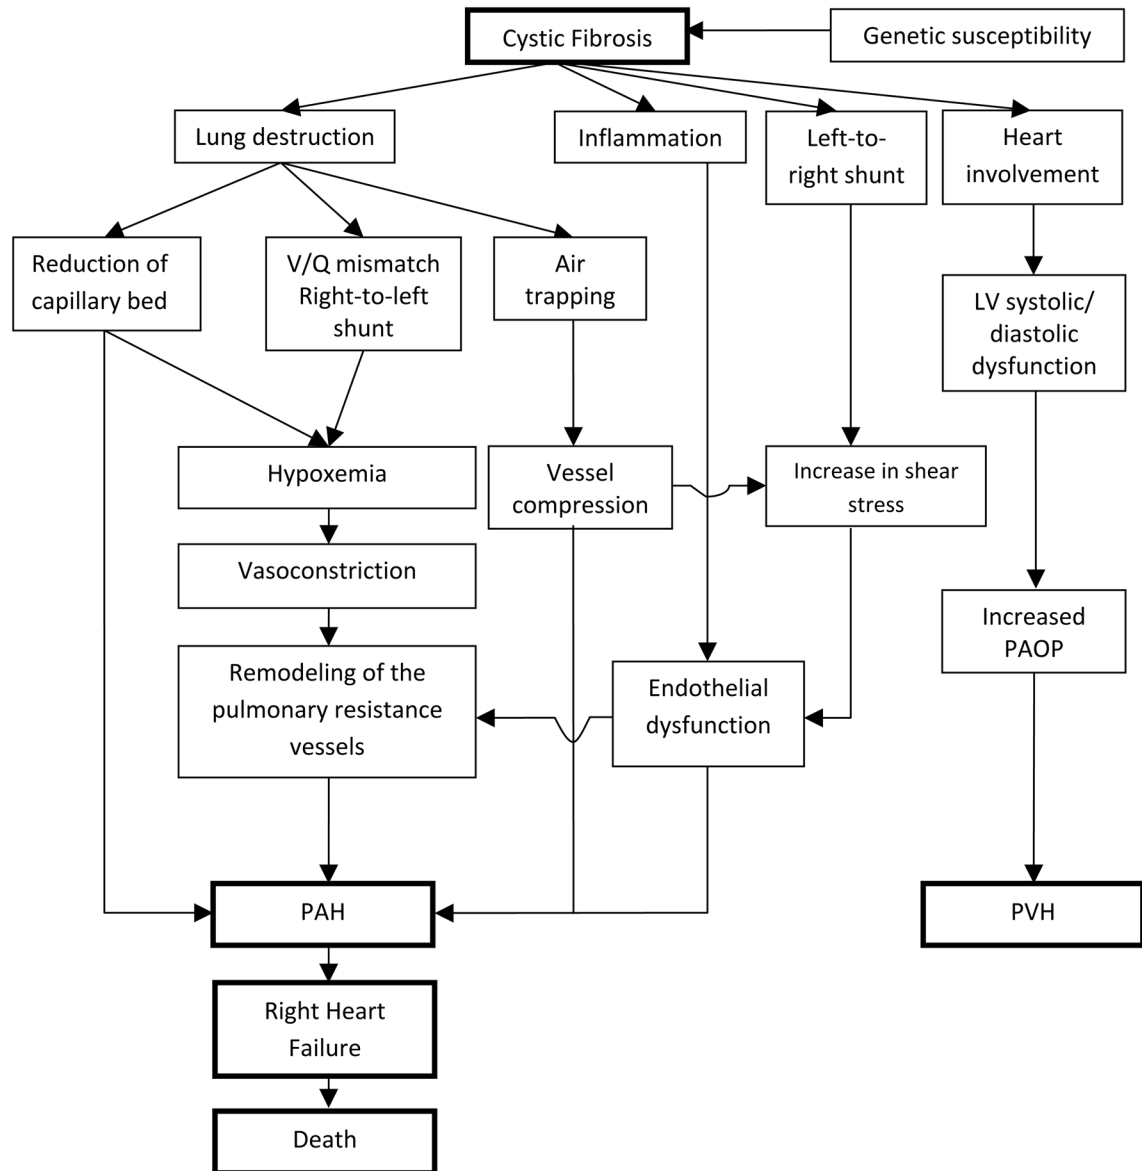 Cystic Fibrosis
Genetic susceptibility
Lung destruction
Inflammation
Left-to-
right shunt
Heart
involvement
Reduction of
capillary bed
V/Q mismatch
Right-to-left
shunt
Air
trapping
LV systolic/
diastolic
dysfunction
Hypoxemia
Vessel
compression
Increase in shear
stress
Vasoconstriction
Increased
PAOP
Remodeling of the
pulmonary resistance
vessels
Endothelial
dysfunction
PAH
PVH
Right Heart
Failure
Death